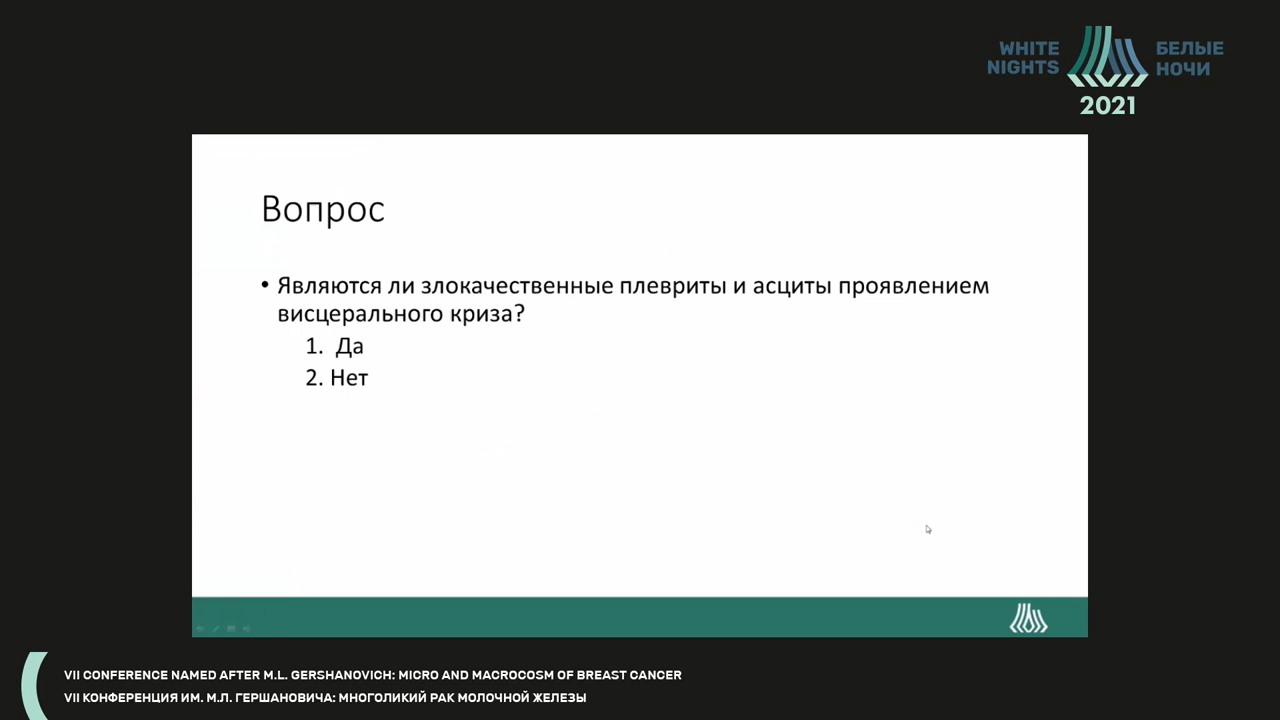 WHITE NIGHTS
БЕЛЫЕ НОЧИ
2021
Вопрос
• Являются ли злокачественные плевриты и асциты проявлением
висцерального криза?
1. Да
2. Нет
VII CONFERENCE NAMED AFTER M.L. GERSHANOVICH: MICRO AND MACROCOSM OF BREAST CANCER
VII КОНФЕРЕНЦИЯ ИМ. М.Л. ГЕРШАНОВИЧА: МНОГОЛИКИЙ РАК МОЛОЧНОЙ ЖЕЛЕЗЫ